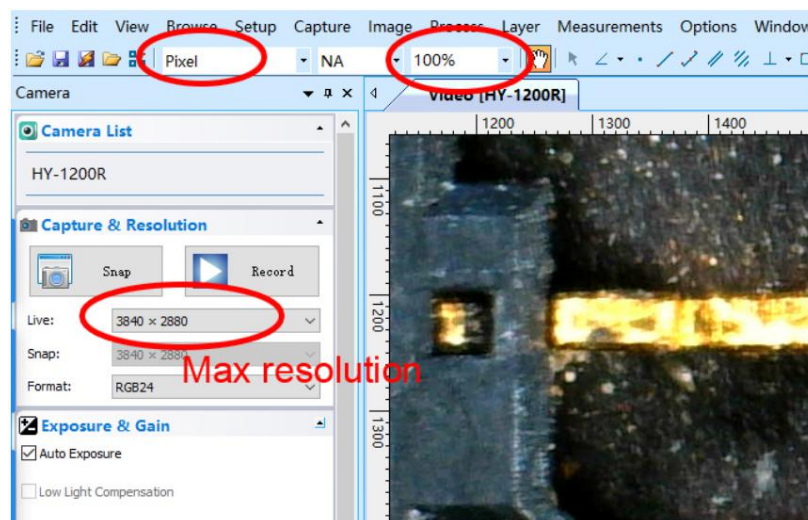 File Edit View Browse Setup Capture Image Process Layer Measurements Options Window
Pixel NA 100%
Camera
Video [HY-1200R]
Camera List
HY-1200R
Capture & Resolution
Snap Record
Live: 3840 × 2880
Snap: 3840 × 2880
Max resolution
Format: RGB24
Exposure & Gain
Auto Exposure
Low Light Compensation
1200 1300 1400
1100
1200
1300